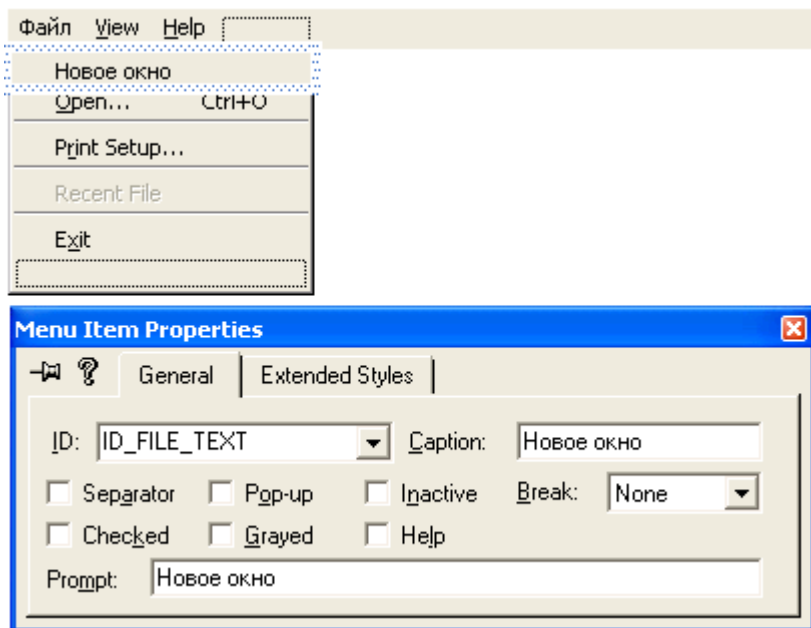 Файл View Help
Новое окно
Open... Ctrl+O
Print Setup...
Recent File
Exit
Menu Item Properties
General Extended Styles
ID: ID_FILE_TEXT Caption: Новое окно
Separator Pop-up Inactive Break: None
Checked Grayed Help
Prompt: Новое окно